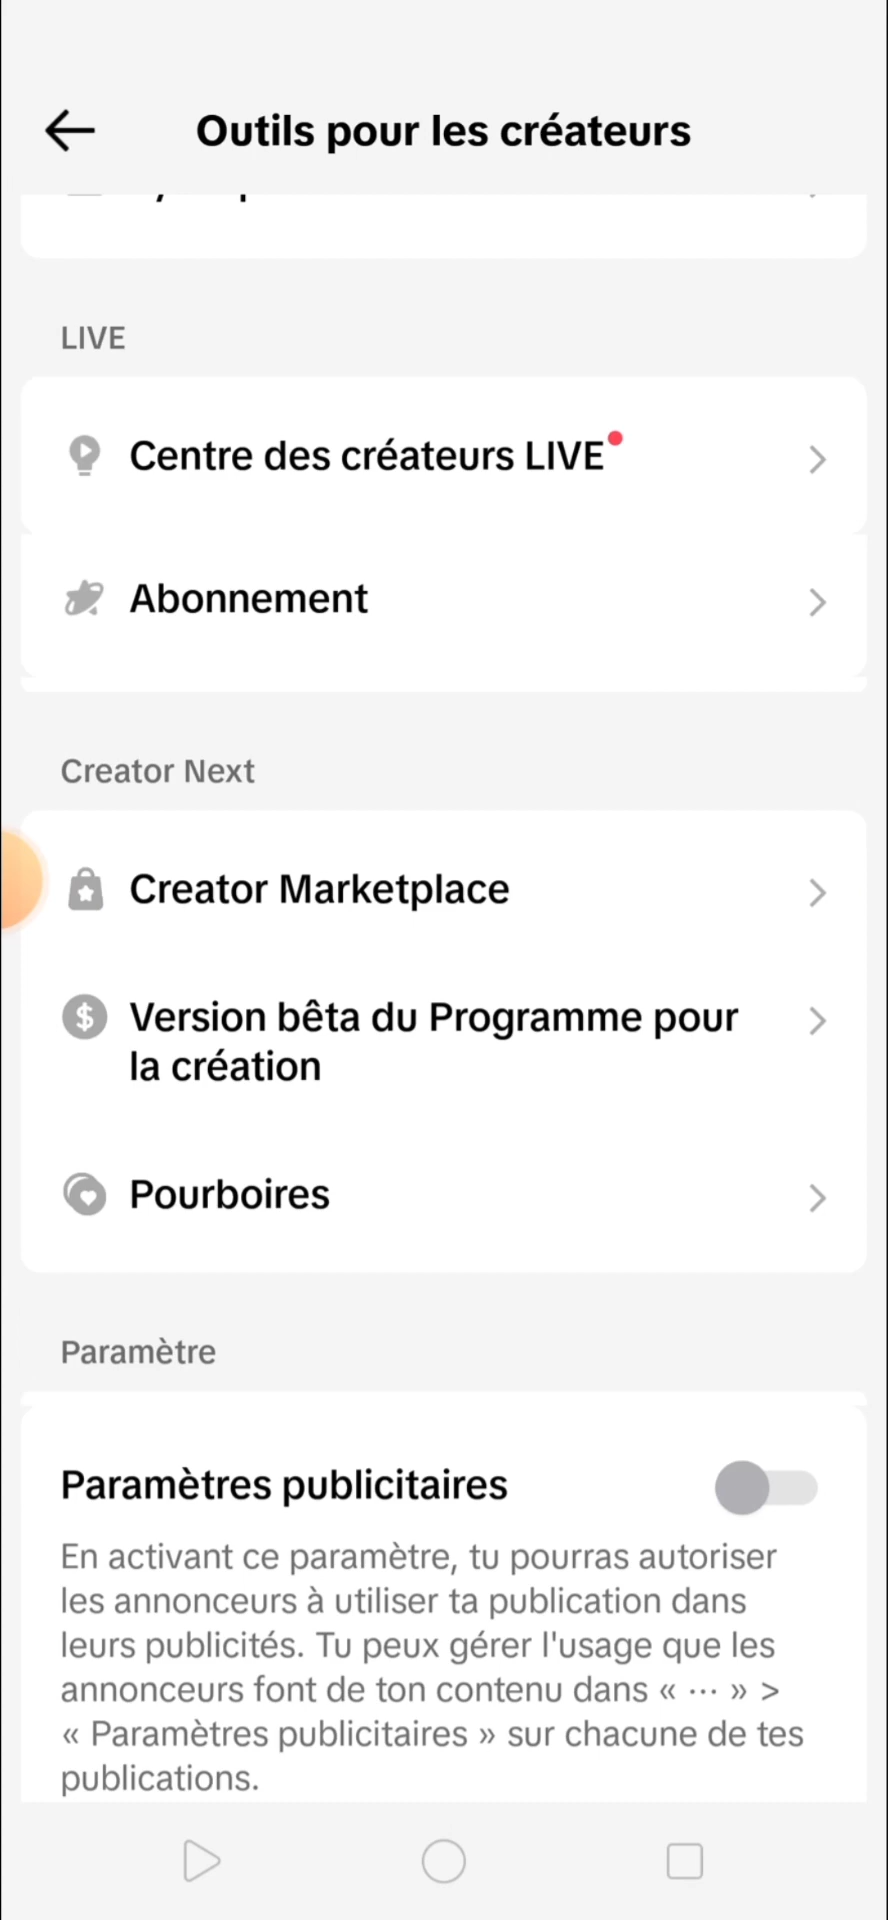 Outils pour les créateurs
LIVE
Centre des créateurs LIVE
Abonnement
Creator Next
Creator Marketplace
Version bêta du Programme pour
la création
Pourboires
Paramètre
Paramètres publicitaires
En activant ce paramètre, tu pourras autoriser
les annonceurs à utiliser ta publication dans
leurs publicités. Tu peux gérer l'usage que les
annonceurs font de ton contenu dans « ··· » >
« Paramètres publicitaires » sur chacune de tes
publications.